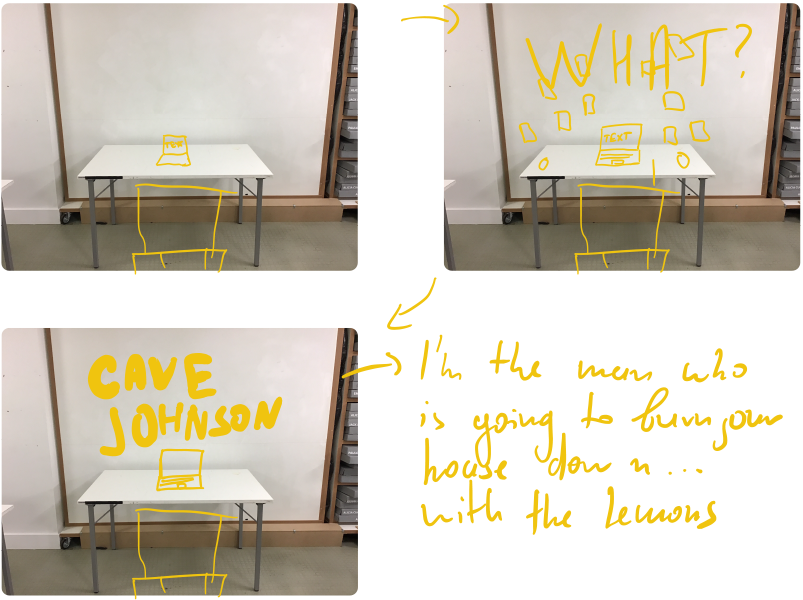 TEXT
WHAT?
TEXT
CAVE
JOHNSON
I'm the man who
is going to burn your
house down...
with the lemons